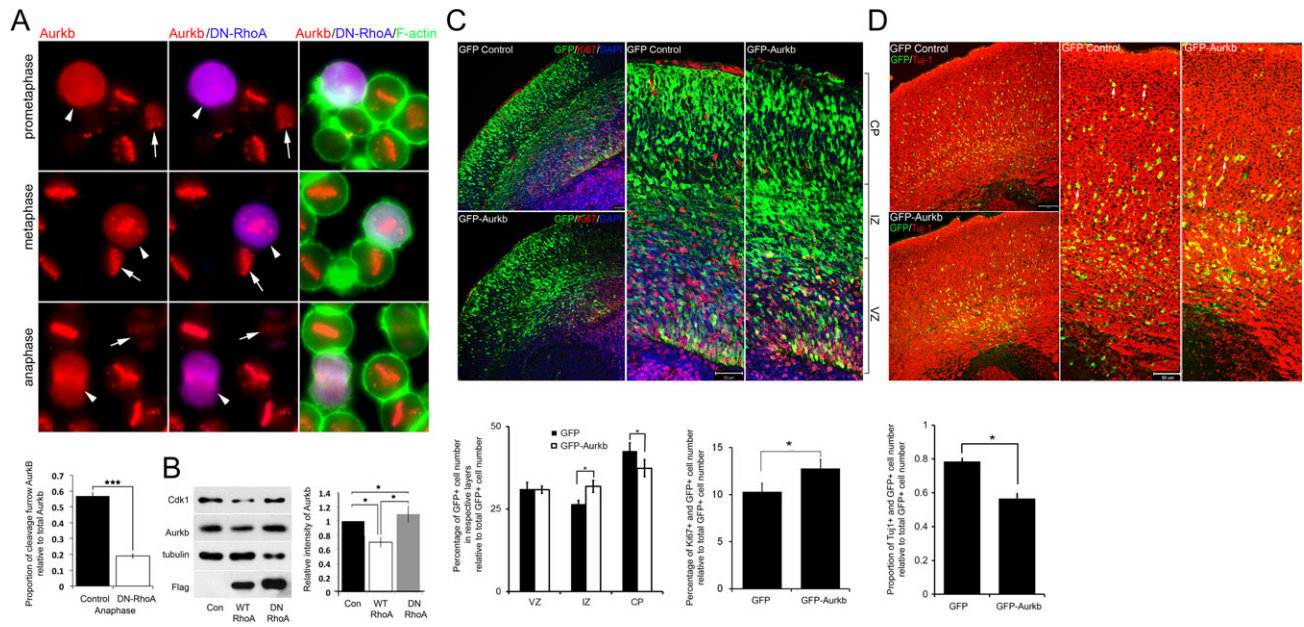 A
Aurkb
Aurkb/DN-RhoA
Aurkb/DN-RhoA/F-actin
prometaphase
metaphase
anaphase
Proportion of cleavage furrow AurkB
relative to total Aurkb
0.7
0.6
0.5
0.4
0.3
0.2
0.1
0
***
Control DN-RhoA
Anaphase
B
Cdk1
Aurkb
tubulin
Flag
Con WT DN
RhoA RhoA
Relative intensity of Aurkb
1.4
1.2
1
0.8
0.6
0.4
0.2
0
* * *
Con WT DN
RhoA RhoA
C
GFP Control GFP/Ki67/DAPI
GFP-Aurkb GFP/Ki67/DAPI
GFP Control
GFP-Aurkb
CP
IZ
VZ
Percentage of GFP+ cell number
in respective layers
relative to total GFP+ cell number
50
25
0
GFP
GFP-Aurkb
*
*
VZ IZ CP
Percentage of Ki67+ and GFP+ cell number
relative to total GFP+ cell number
15
10
5
0
*
GFP GFP-Aurkb
D
GFP Control
GFP/Tuj-1
GFP-Aurkb
GFP/Tuj-1
GFP Control
GFP-Aurkb
Proportion of Tuj1+ and GFP+ cell number
relative to total GFP+ cell number
1
0.8
0.6
0.4
0.2
0
*
GFP GFP-Aurkb